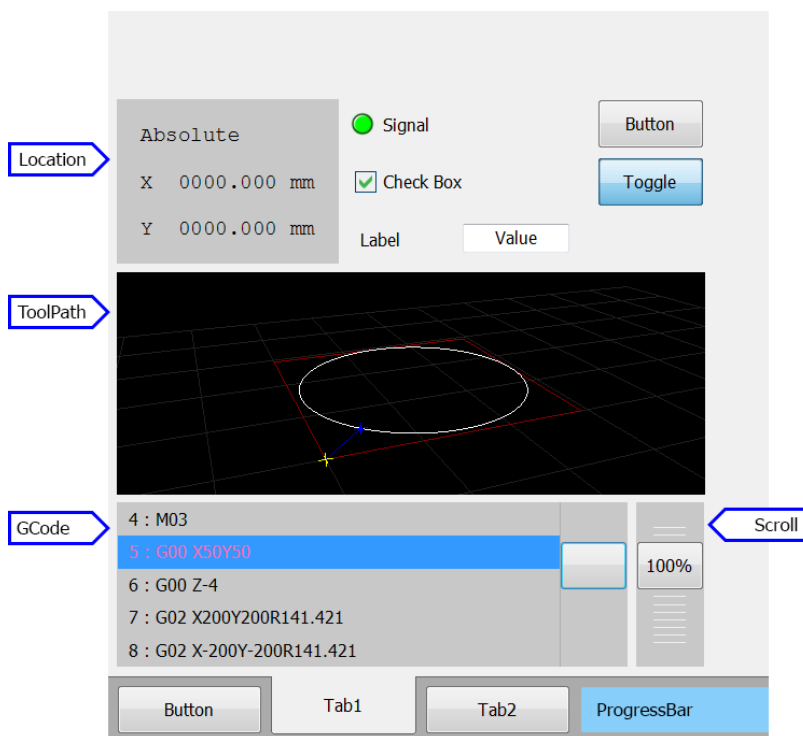 Absolute
Signal
Button
Location
X 0000.000 mm
Check Box
Toggle
Y 0000.000 mm
Label
Value
ToolPath
GCode
4 : M03
Scroll
5 : G00 X50Y50
100%
6 : G00 Z-4
7 : G02 X200Y200R141.421
8 : G02 X-200Y-200R141.421
Button
Tab1
Tab2
ProgressBar